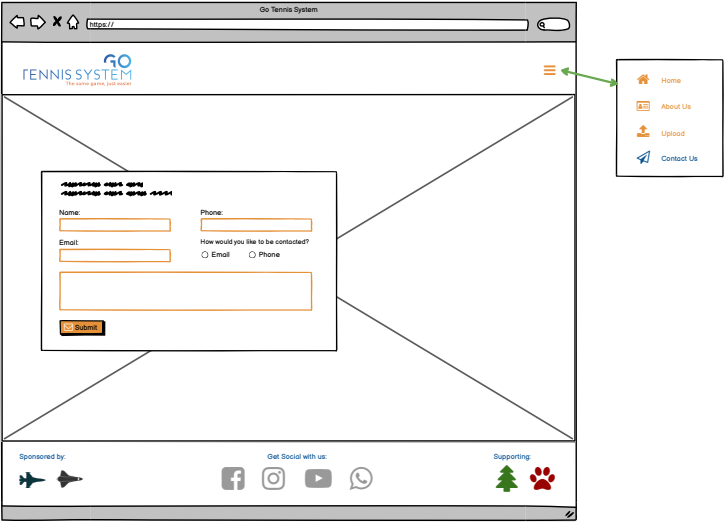 Go Tennis System
https://
GO
TENNIS SYSTEM
The same game, just easier
Home
About Us
Upload
Contact Us
Name:
Phone:
Email:
How would you like to be contacted?
Email
Phone
Submit
Sponsored by:
Get Social with us:
Supporting: